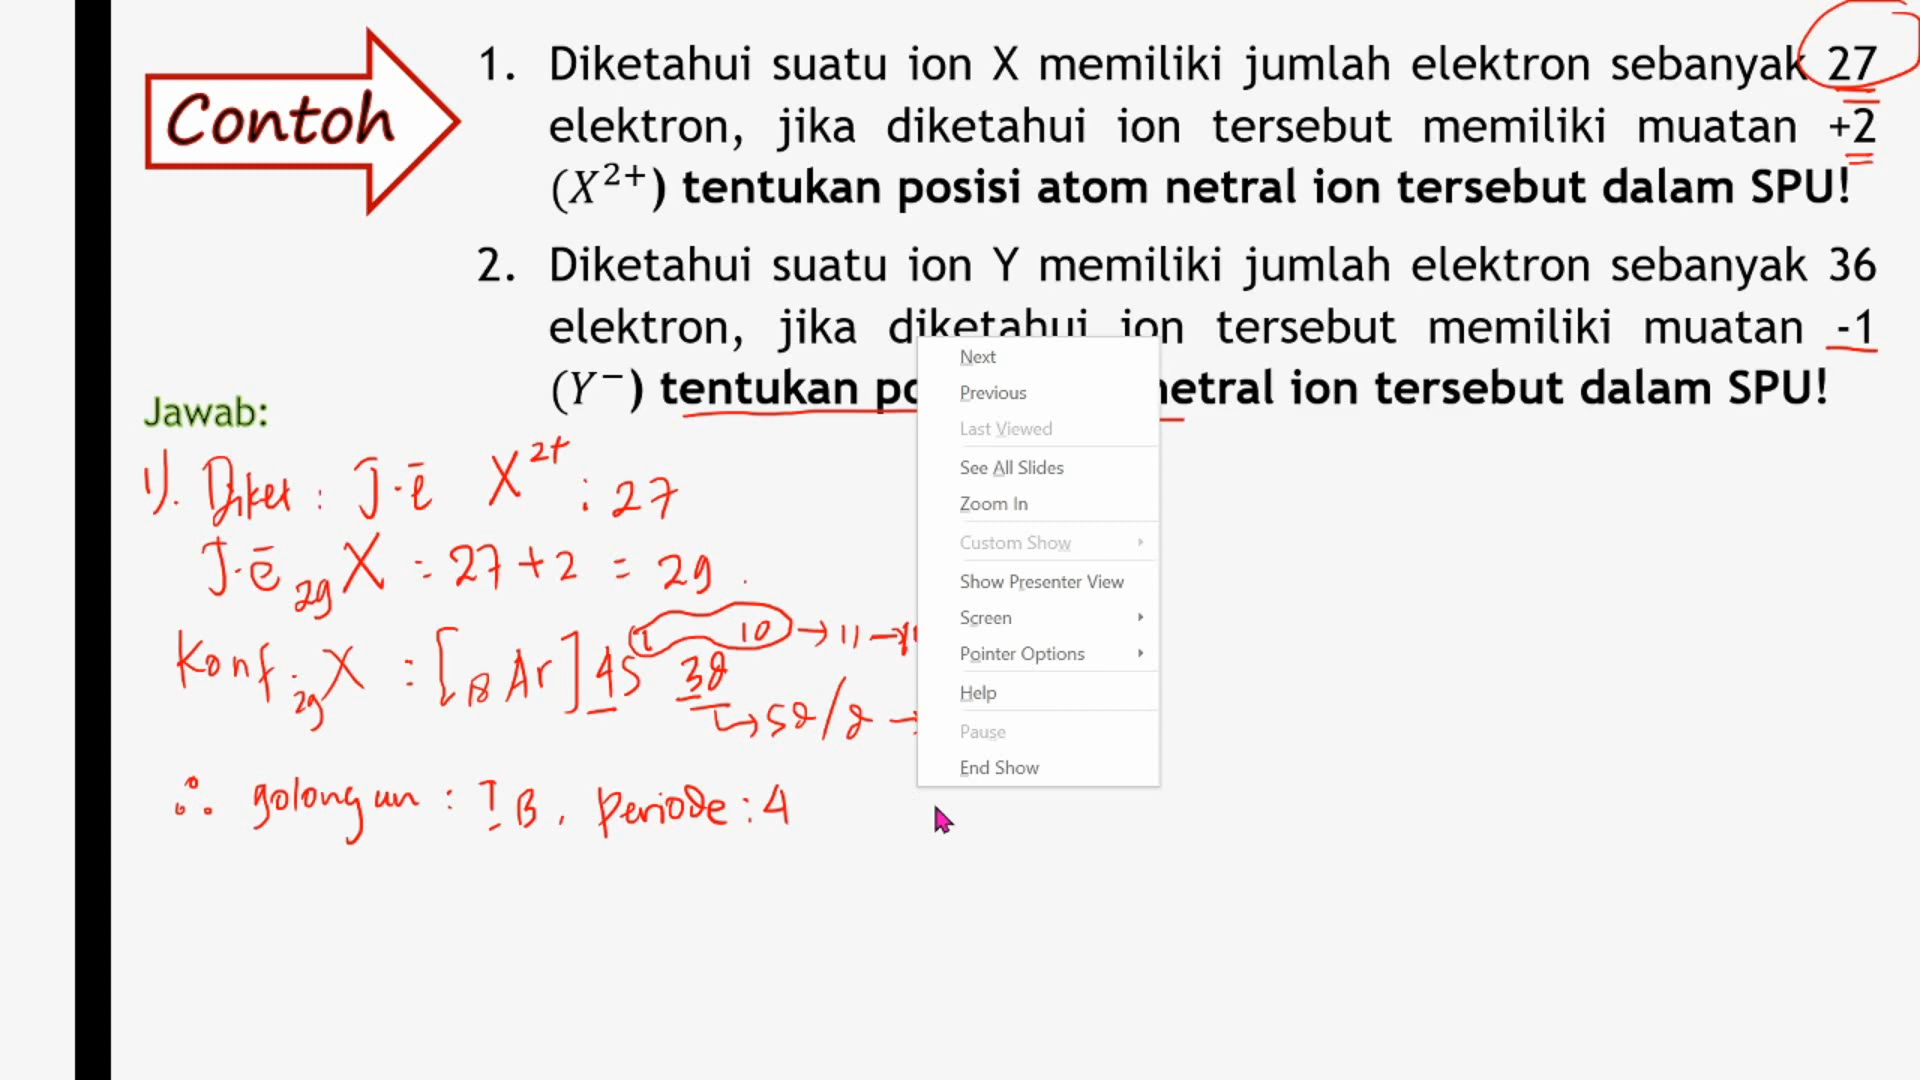 Contoh
1. Diketahui suatu ion X memiliki jumlah elektron sebanyak 27
elektron, jika diketahui ion tersebut memiliki muatan +2
(X²⁺) tentukan posisi atom netral ion tersebut dalam SPU!
2. Diketahui suatu ion Y memiliki jumlah elektron sebanyak 36
elektron, jika diketahui ion tersebut memiliki muatan -1
(Y⁻) tentukan po etral ion tersebut dalam SPU!
Jawab:
1). Diket : J.ē X²⁺ : 27
J.ē ₂₉X = 27 + 2 = 29.
Konf. ₂₉X : [₁₈Ar] 4s¹ 3d¹⁰ → 11 →
↳ sd/d →
∴ golongan : I B, Periode : 4
Next
Previous
Last Viewed
See All Slides
Zoom In
Custom Show
Show Presenter View
Screen
Pointer Options
Help
Pause
End Show